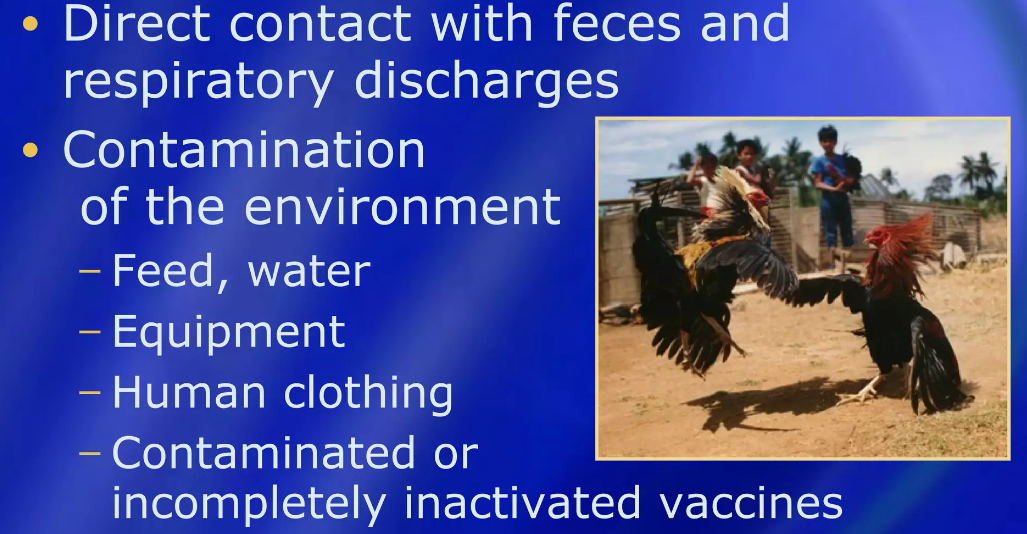 • Direct contact with feces and
respiratory discharges
• Contamination
of the environment
– Feed, water
– Equipment
– Human clothing
– Contaminated or
incompletely inactivated vaccines